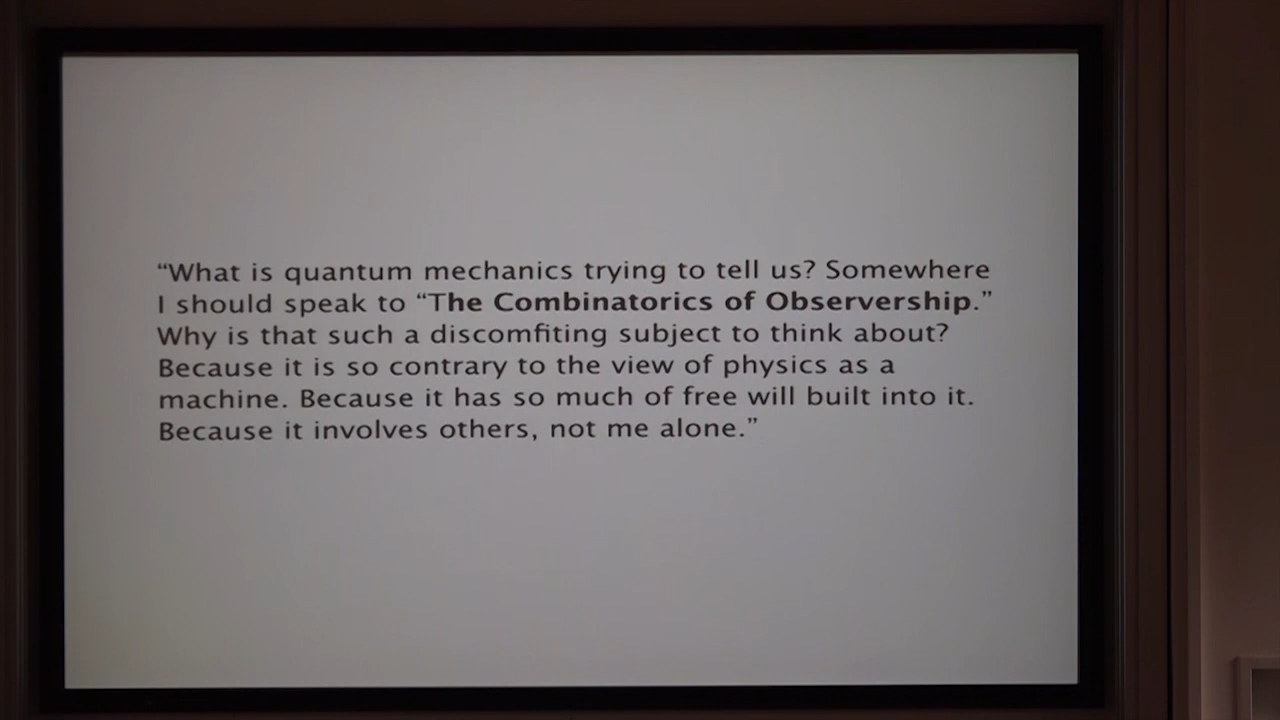 “What is quantum mechanics trying to tell us? Somewhere
I should speak to “The Combinatorics of Observership.”
Why is that such a discomfiting subject to think about?
Because it is so contrary to the view of physics as a
machine. Because it has so much of free will built into it.
Because it involves others, not me alone.”